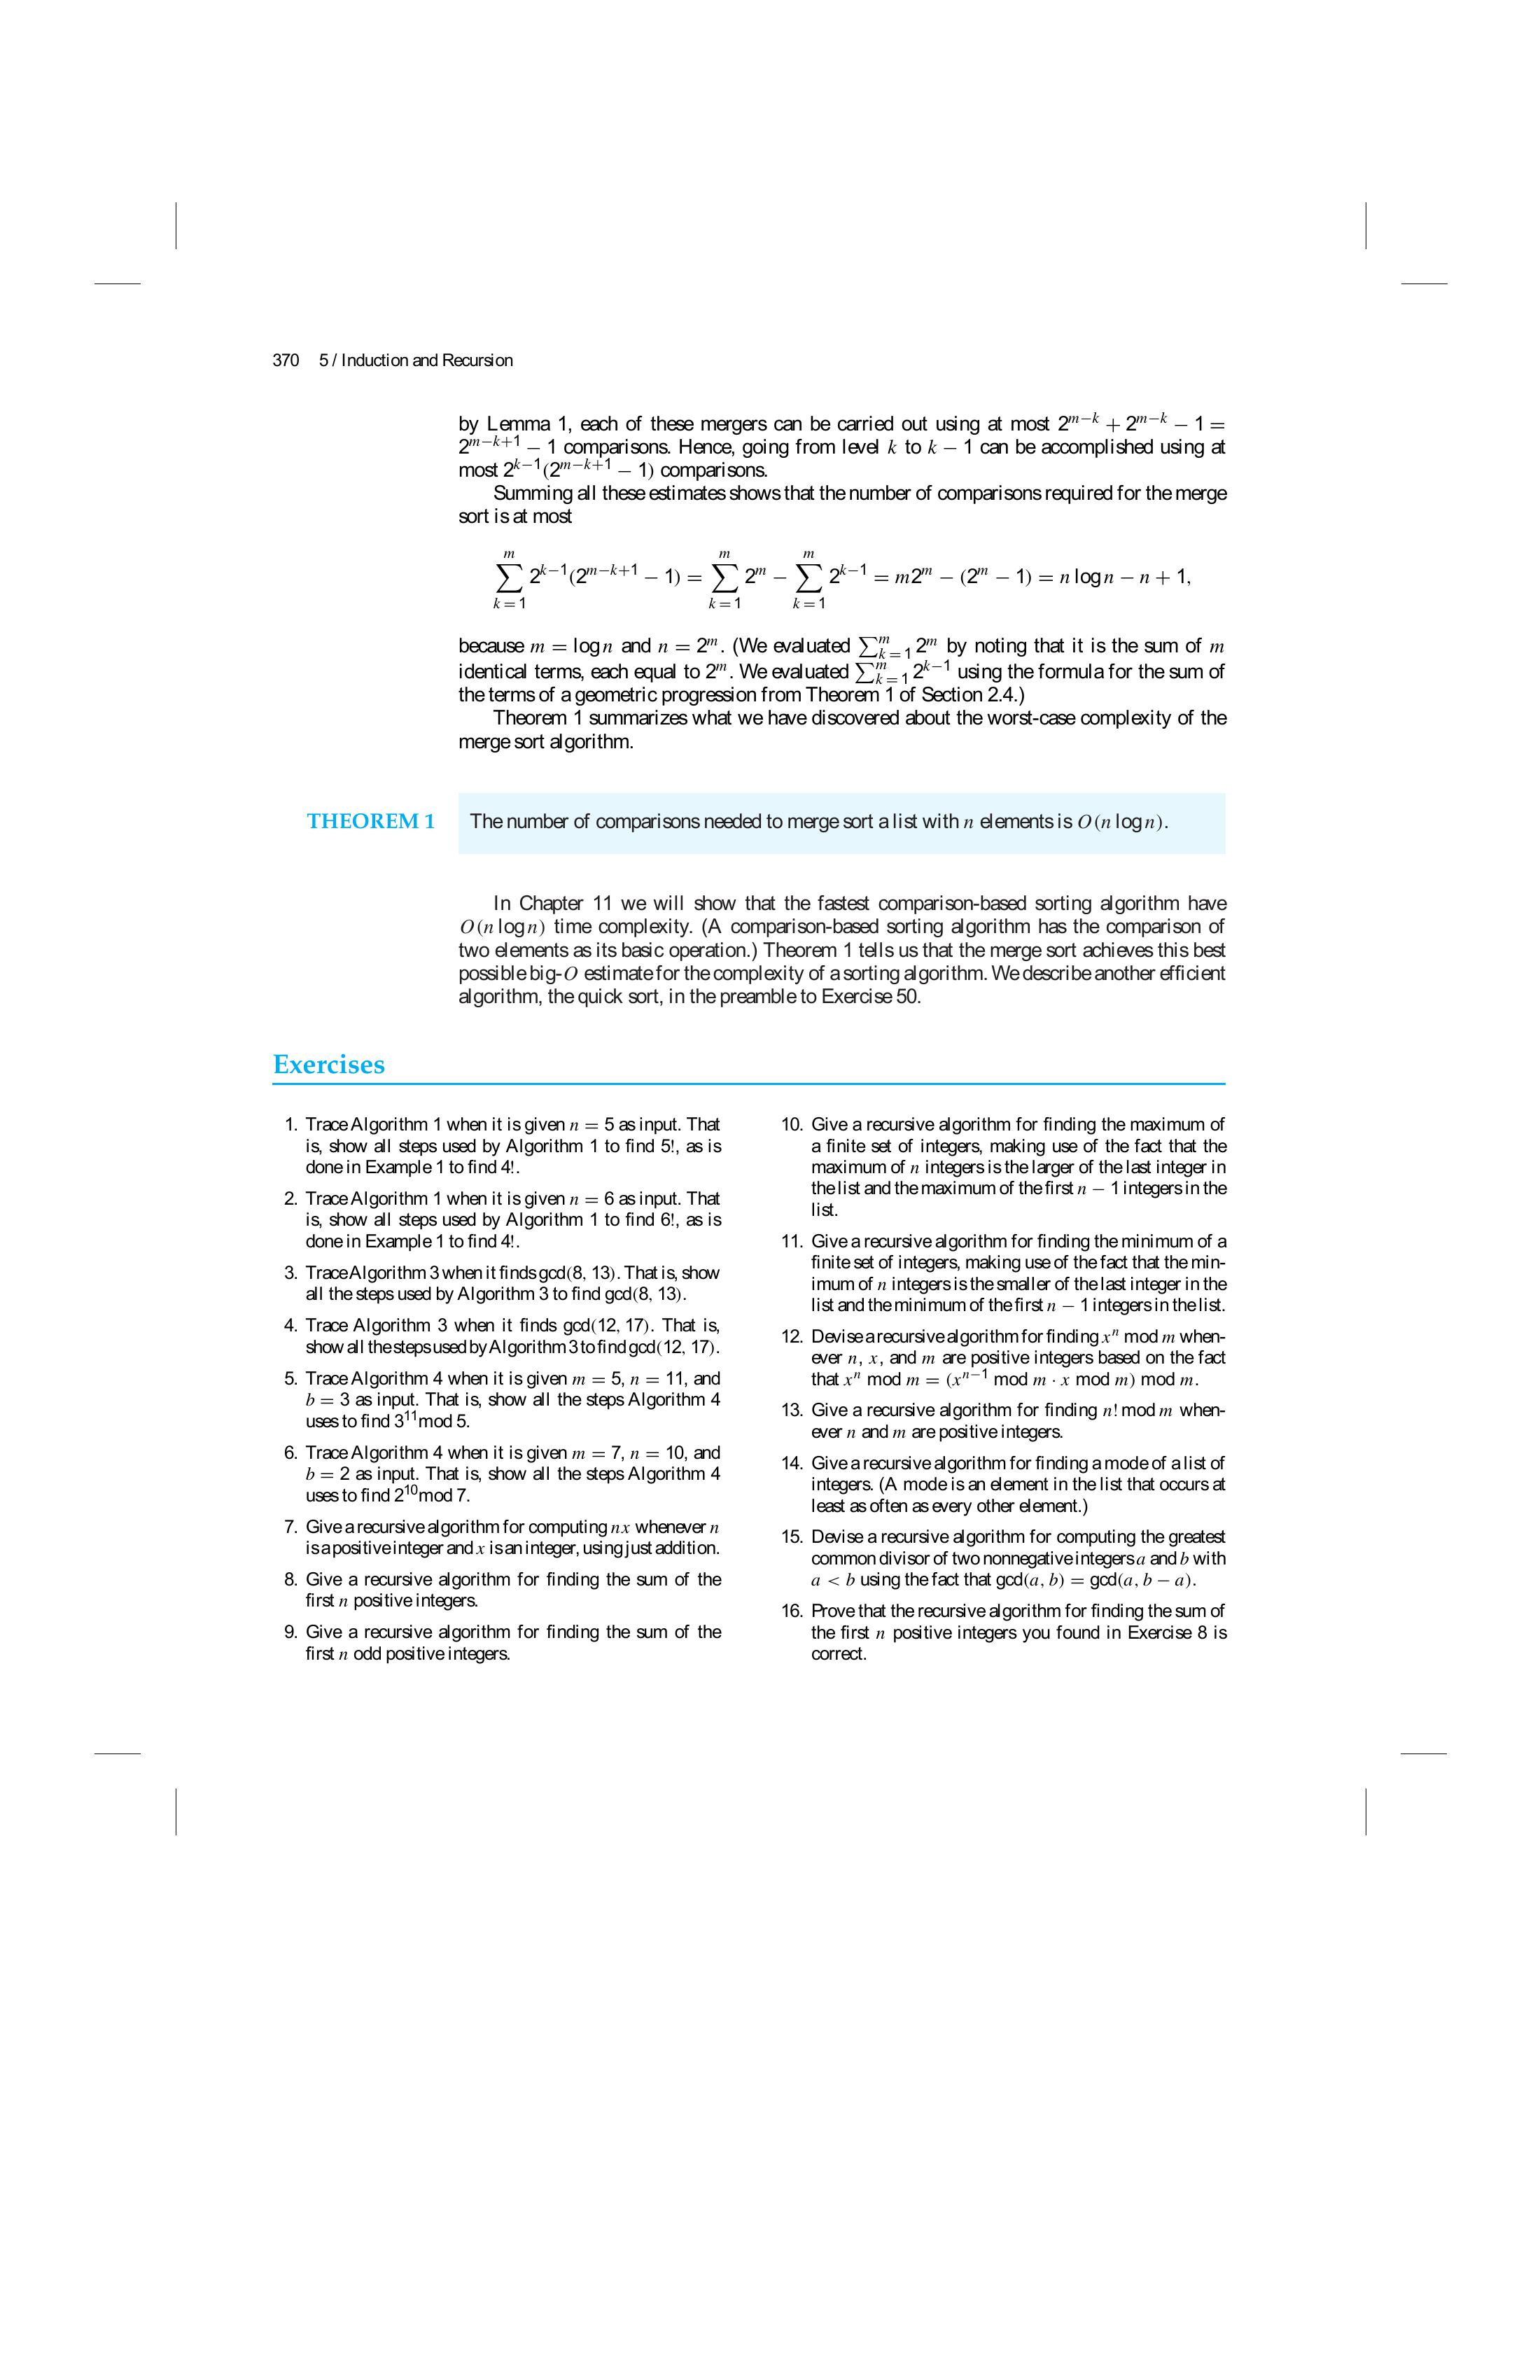 370 5 / Induction and Recursion
by Lemma 1, each of these mergers can be carried out using at most 2^{m−k} + 2^{m−k} − 1 =
2^{m−k+1} − 1 comparisons. Hence, going from level k to k − 1 can be accomplished using at
most 2^{k−1}(2^{m−k+1} − 1) comparisons.
Summing all these estimates shows that the number of comparisons required for the merge
sort is at most
∑_{k=1}^{m} 2^{k−1}(2^{m−k+1} − 1) = ∑_{k=1}^{m} 2^m − ∑_{k=1}^{m} 2^{k−1} = m2^m − (2^m − 1) = n log n − n + 1,
because m = log n and n = 2^m. (We evaluated ∑_{k=1}^{m} 2^m by noting that it is the sum of m
identical terms, each equal to 2^m. We evaluated ∑_{k=1}^{m} 2^{k−1} using the formula for the sum of
the terms of a geometric progression from Theorem 1 of Section 2.4.)
Theorem 1 summarizes what we have discovered about the worst-case complexity of the
merge sort algorithm.
THEOREM 1 The number of comparisons needed to merge sort a list with n elements is O(n log n).
In Chapter 11 we will show that the fastest comparison-based sorting algorithm have
O(n log n) time complexity. (A comparison-based sorting algorithm has the comparison of
two elements as its basic operation.) Theorem 1 tells us that the merge sort achieves this best
possible big-O estimate for the complexity of a sorting algorithm. We describe another efficient
algorithm, the quick sort, in the preamble to Exercise 50.
Exercises
1. Trace Algorithm 1 when it is given n = 5 as input. That
is, show all steps used by Algorithm 1 to find 5!, as is
done in Example 1 to find 4!.
2. Trace Algorithm 1 when it is given n = 6 as input. That
is, show all steps used by Algorithm 1 to find 6!, as is
done in Example 1 to find 4!.
3. Trace Algorithm 3 when it finds gcd(8, 13). That is, show
all the steps used by Algorithm 3 to find gcd(8, 13).
4. Trace Algorithm 3 when it finds gcd(12, 17). That is,
show all the steps used by Algorithm 3 to find gcd(12, 17).
5. Trace Algorithm 4 when it is given m = 5, n = 11, and
b = 3 as input. That is, show all the steps Algorithm 4
uses to find 3^{11} mod 5.
6. Trace Algorithm 4 when it is given m = 7, n = 10, and
b = 2 as input. That is, show all the steps Algorithm 4
uses to find 2^{10} mod 7.
7. Give a recursive algorithm for computing nx whenever n
is a positive integer and x is an integer, using just addition.
8. Give a recursive algorithm for finding the sum of the
first n positive integers.
9. Give a recursive algorithm for finding the sum of the
first n odd positive integers.
10. Give a recursive algorithm for finding the maximum of
a finite set of integers, making use of the fact that the
maximum of n integers is the larger of the last integer in
the list and the maximum of the first n − 1 integers in the
list.
11. Give a recursive algorithm for finding the minimum of a
finite set of integers, making use of the fact that the min-
imum of n integers is the smaller of the last integer in the
list and the minimum of the first n − 1 integers in the list.
12. Devise a recursive algorithm for finding x^n mod m when-
ever n, x, and m are positive integers based on the fact
that x^n mod m = (x^{n−1} mod m · x mod m) mod m.
13. Give a recursive algorithm for finding n! mod m when-
ever n and m are positive integers.
14. Give a recursive algorithm for finding a mode of a list of
integers. (A mode is an element in the list that occurs at
least as often as every other element.)
15. Devise a recursive algorithm for computing the greatest
common divisor of two nonnegative integers a and b with
a < b using the fact that gcd(a, b) = gcd(a, b − a).
16. Prove that the recursive algorithm for finding the sum of
the first n positive integers you found in Exercise 8 is
correct.